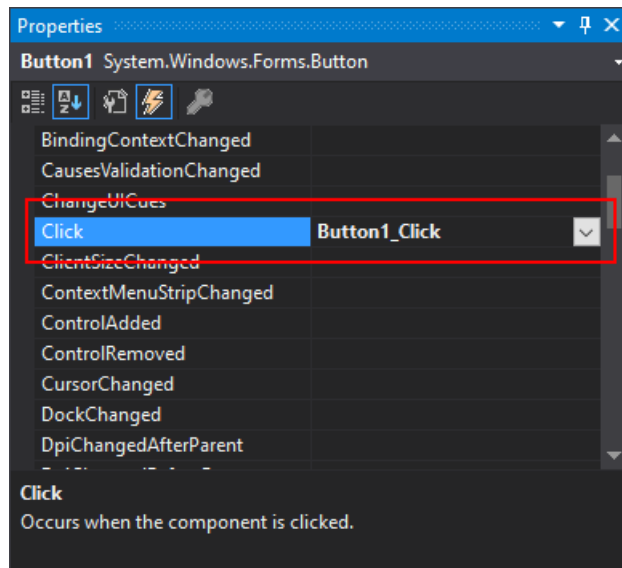 Properties
Button1 System.Windows.Forms.Button
BindingContextChanged
CausesValidationChanged
ChangeUICues
Click Button1_Click
ClientSizeChanged
ContextMenuStripChanged
ControlAdded
ControlRemoved
CursorChanged
DockChanged
DpiChangedAfterParent
Click
Occurs when the component is clicked.